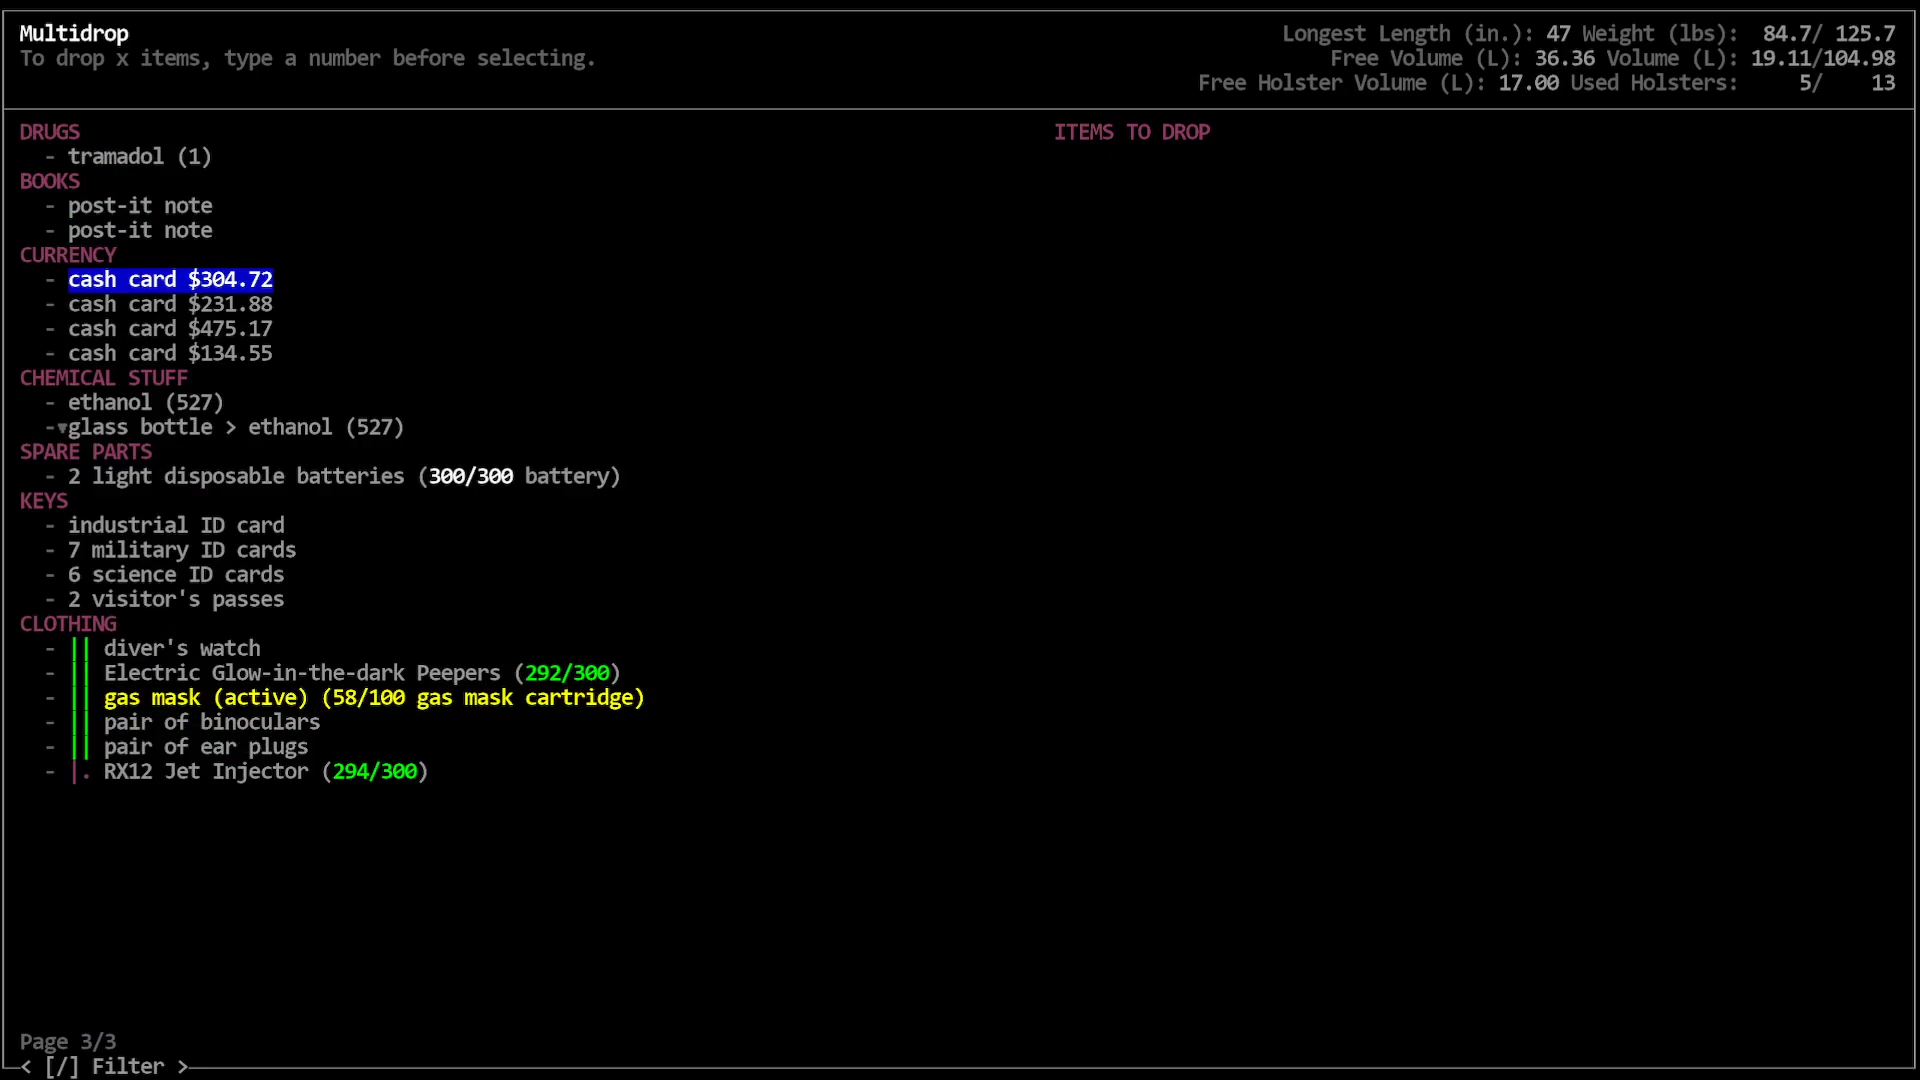 Multidrop
Longest Length (in.): 47 Weight (lbs): 84.7/ 125.7
To drop x items, type a number before selecting.
Free Volume (L): 36.36 Volume (L): 19.11/104.98
Free Holster Volume (L): 17.00 Used Holsters: 5/ 13
DRUGS
- tramadol (1)
BOOKS
- post-it note
- post-it note
CURRENCY
- cash card $304.72
- cash card $231.88
- cash card $475.17
- cash card $134.55
CHEMICAL STUFF
- ethanol (527)
-▾glass bottle > ethanol (527)
SPARE PARTS
- 2 light disposable batteries (300/300 battery)
KEYS
- industrial ID card
- 7 military ID cards
- 6 science ID cards
- 2 visitor's passes
CLOTHING
- || diver's watch
- || Electric Glow-in-the-dark Peepers (292/300)
- || gas mask (active) (58/100 gas mask cartridge)
- || pair of binoculars
- || pair of ear plugs
- |. RX12 Jet Injector (294/300)
ITEMS TO DROP
Page 3/3
< [/] Filter >